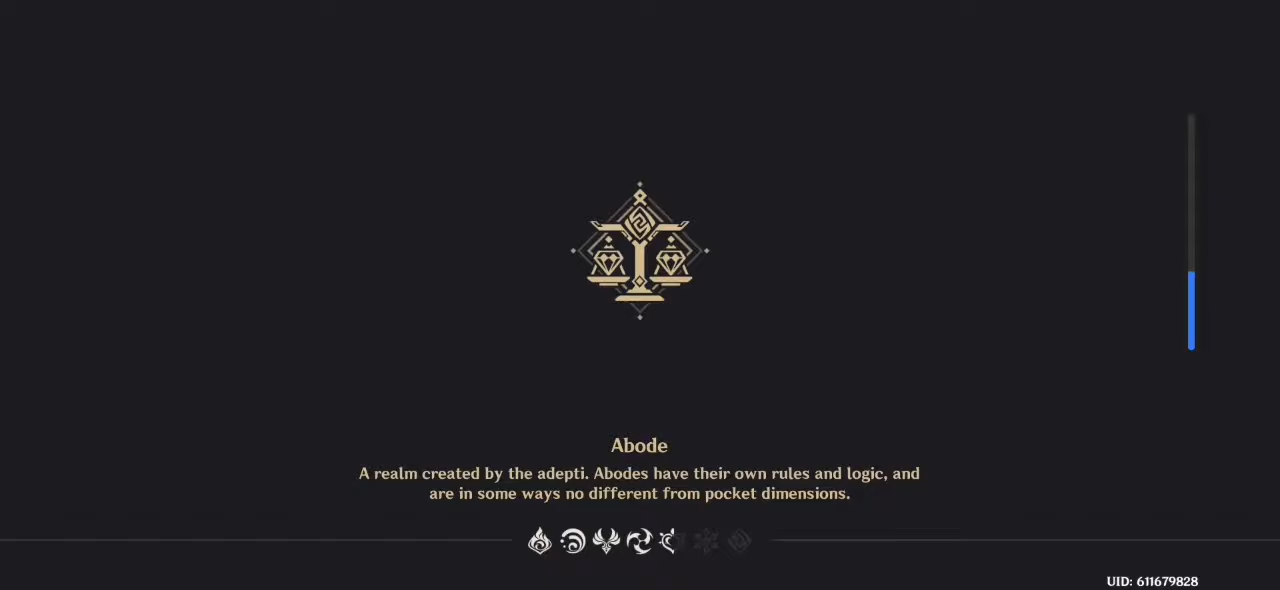 Abode
A realm created by the adepti. Abodes have their own rules and logic, and
are in some ways no different from pocket dimensions.
UID: 611679828